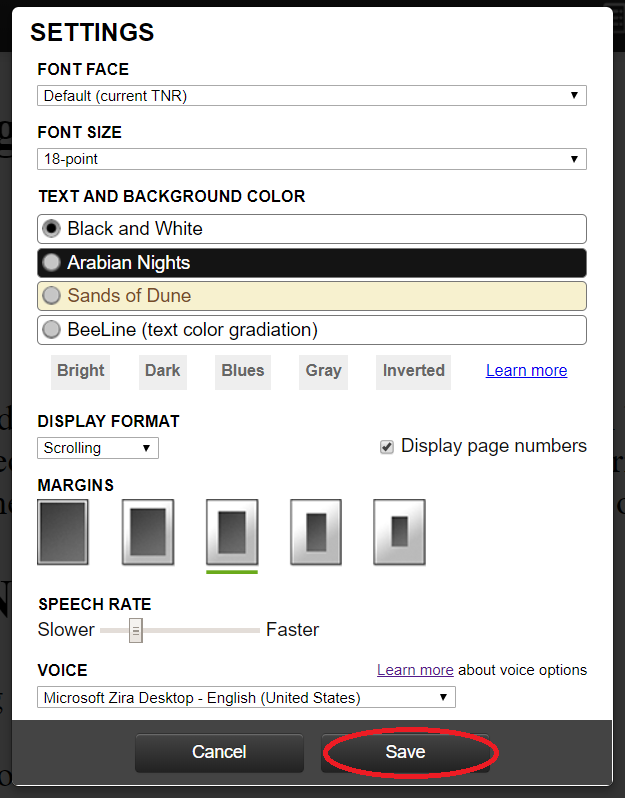 SETTINGS
FONT FACE
Default (current TNR)
FONT SIZE
18-point
TEXT AND BACKGROUND COLOR
Black and White
Arabian Nights
Sands of Dune
BeeLine (text color gradiation)
Bright Dark Blues Gray Inverted Learn more
DISPLAY FORMAT
Scrolling Display page numbers
MARGINS
SPEECH RATE
Slower Faster
VOICE Learn more about voice options
Microsoft Zira Desktop - English (United States)
Cancel Save